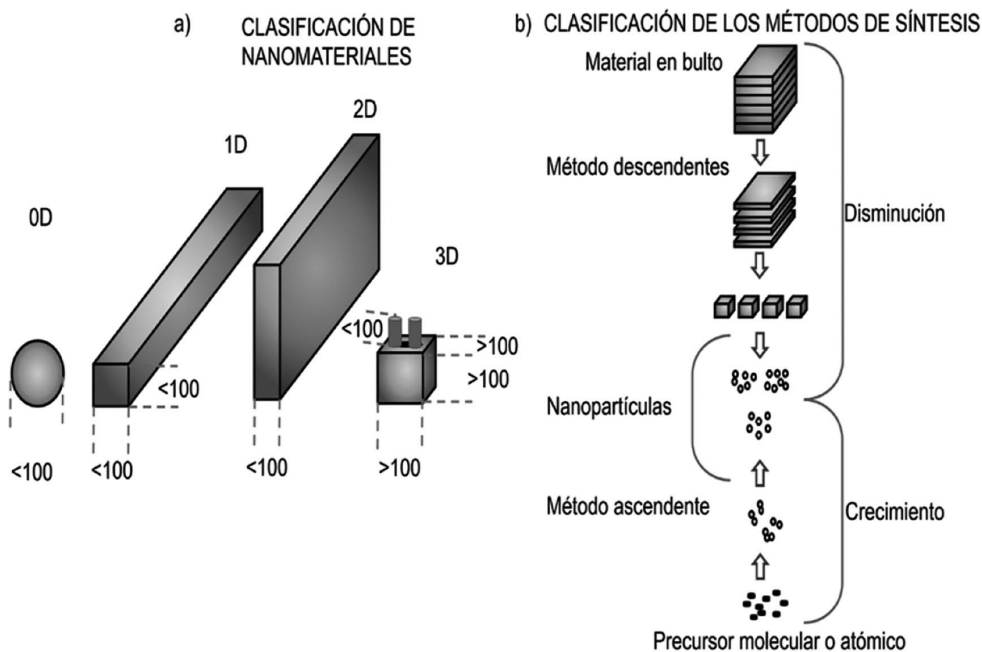 a)
CLASIFICACIÓN DE
NANOMATERIALES
0D
1D
2D
3D
<100
<100
<100
<100
<100
>100
>100
>100
b) CLASIFICACIÓN DE LOS MÉTODOS DE SÍNTESIS
Material en bulto
Método descendentes
Disminución
Nanopartículas
Método ascendente
Crecimiento
Precursor molecular o atómico